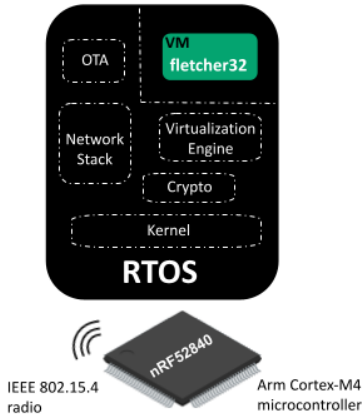 OTA
VM
fletcher32
Network
Stack
Virtualization
Engine
Crypto
Kernel
RTOS
nRF52840
IEEE 802.15.4
radio
Arm Cortex-M4
microcontroller